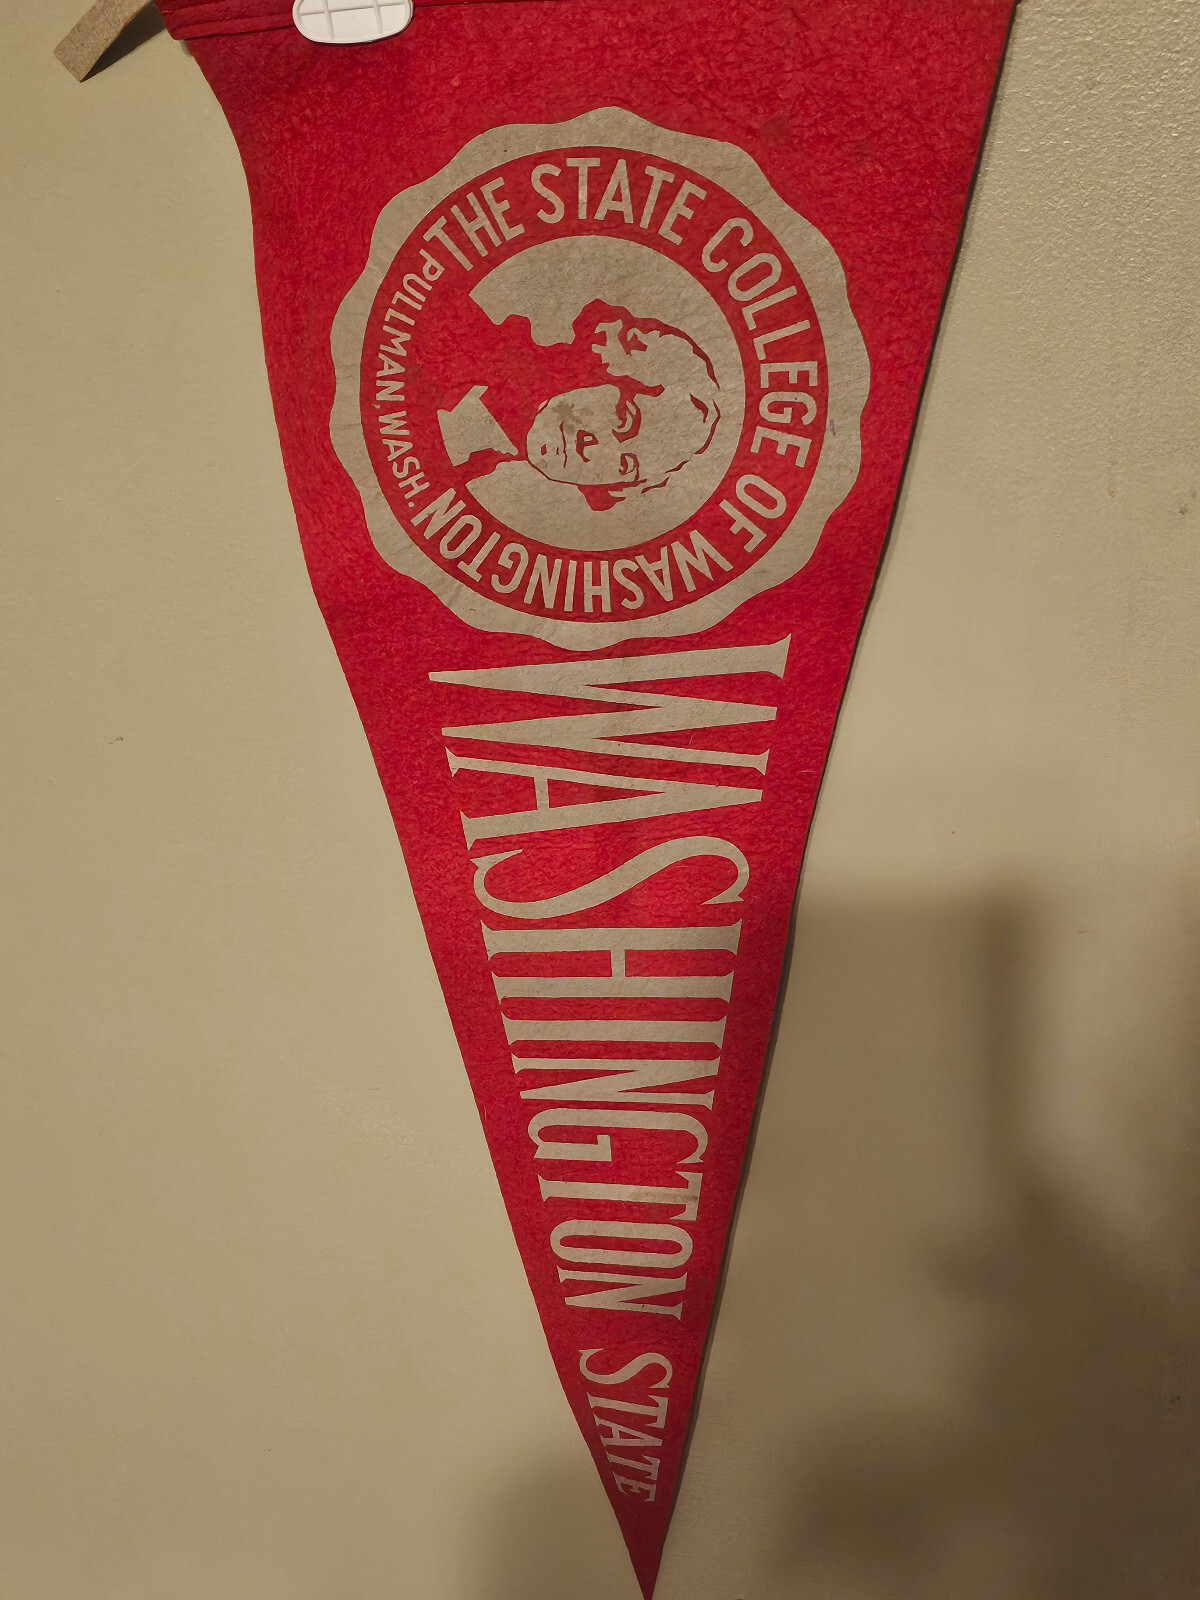 THE STATE COLLEGE OF WASHINGTON
PULLMAN, WASH.
WASHINGTON STATE